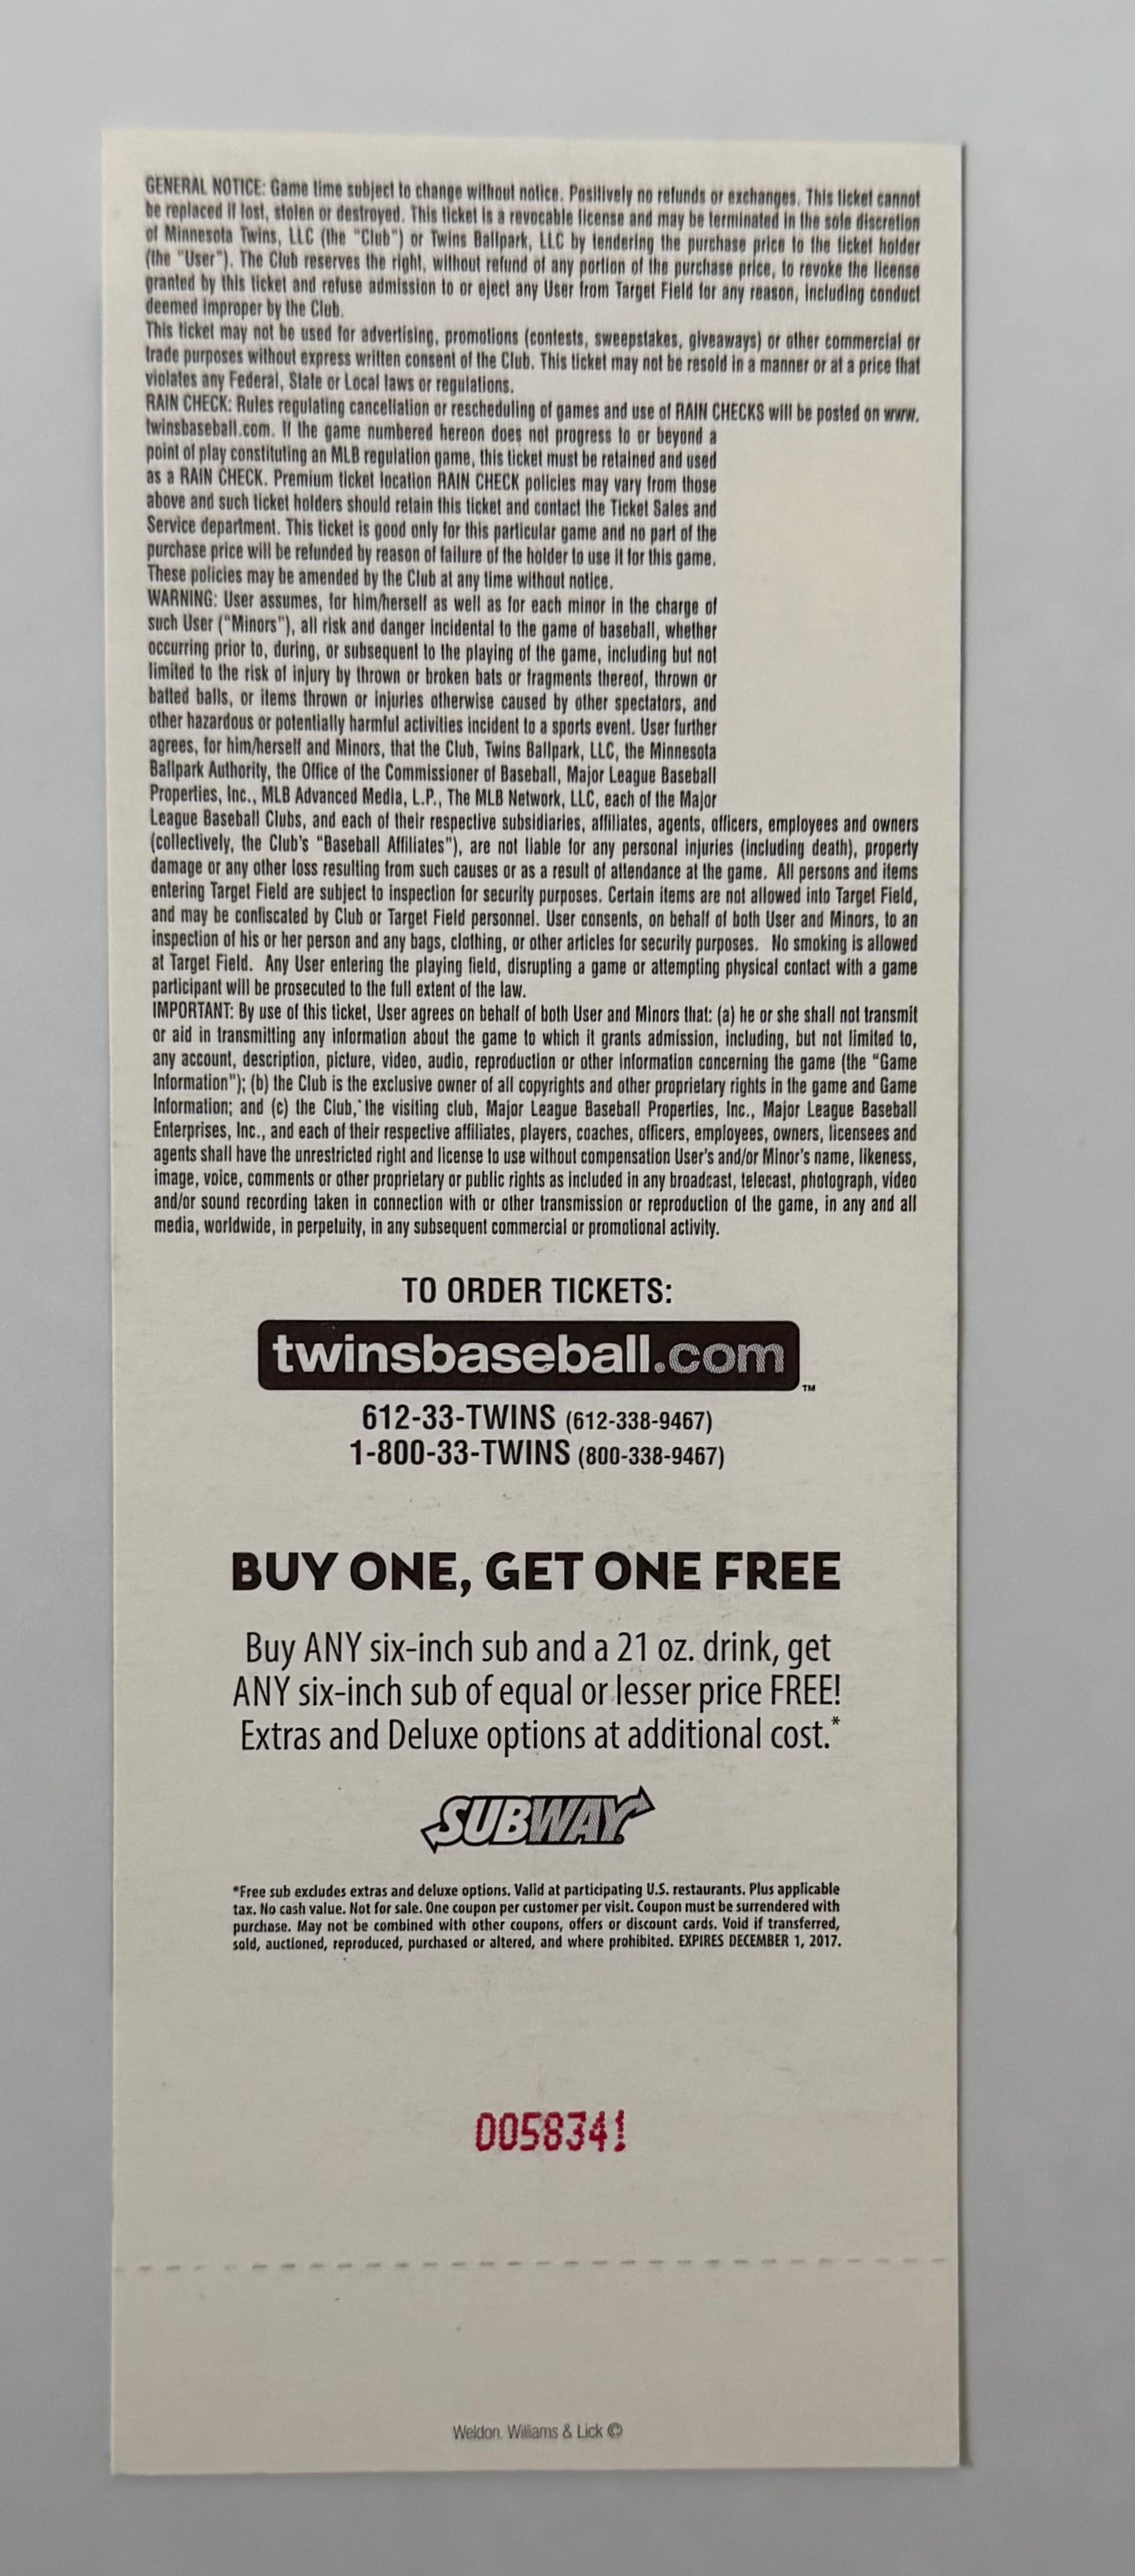 GENERAL NOTICE: Game time subject to change without notice. Positively no refunds or exchanges. This ticket cannot
be replaced if lost, stolen or destroyed. This ticket is a revocable license and may be terminated in the sole discretion
of Minnesota Twins, LLC (the "Club") or Twins Ballpark, LLC by tendering the purchase price to the ticket holder
(the "User"). The Club reserves the right, without refund of any portion of the purchase price, to revoke the license
granted by this ticket and refuse admission to or eject any User from Target Field for any reason, including conduct
deemed improper by the Club.
This ticket may not be used for advertising, promotions (contests, sweepstakes, giveaways) or other commercial or
trade purposes without express written consent of the Club. This ticket may not be resold in a manner or at a price that
violates any Federal, State or Local laws or regulations.
RAIN CHECK: Rules regulating cancellation or rescheduling of games and use of RAIN CHECKS will be posted on www.
twinsbaseball.com. If the game numbered hereon does not progress to or beyond a
point of play constituting an MLB regulation game, this ticket must be retained and used
as a RAIN CHECK. Premium ticket location RAIN CHECK policies may vary from those
above and such ticket holders should retain this ticket and contact the Ticket Sales and
Service department. This ticket is good only for this particular game and no part of the
purchase price will be refunded by reason of failure of the holder to use it for this game.
These policies may be amended by the Club at any time without notice.
WARNING: User assumes, for him/herself as well as for each minor in the charge of
such User ("Minors"), all risk and danger incidental to the game of baseball, whether
occurring prior to, during, or subsequent to the playing of the game, including but not
limited to the risk of injury by thrown or broken bats or fragments thereof, thrown or
batted balls, or items thrown or injuries otherwise caused by other spectators, and
other hazardous or potentially harmful activities incident to a sports event. User further
agrees, for him/herself and Minors, that the Club, Twins Ballpark, LLC, the Minnesota
Ballpark Authority, the Office of the Commissioner of Baseball, Major League Baseball
Properties, Inc., MLB Advanced Media, L.P., The MLB Network, LLC, each of the Major
League Baseball Clubs, and each of their respective subsidiaries, affiliates, agents, officers, employees and owners
(collectively, the Club's "Baseball Affiliates"), are not liable for any personal injuries (including death), property
damage or any other loss resulting from such causes or as a result of attendance at the game. All persons and items
entering Target Field are subject to inspection for security purposes. Certain items are not allowed into Target Field,
and may be confiscated by Club or Target Field personnel. User consents, on behalf of both User and Minors, to an
inspection of his or her person and any bags, clothing, or other articles for security purposes. No smoking is allowed
at Target Field. Any User entering the playing field, disrupting a game or attempting physical contact with a game
participant will be prosecuted to the full extent of the law.
IMPORTANT: By use of this ticket, User agrees on behalf of both User and Minors that: (a) he or she shall not transmit
or aid in transmitting any information about the game to which it grants admission, including, but not limited to,
any account, description, picture, video, audio, reproduction or other information concerning the game (the "Game
Information"); (b) the Club is the exclusive owner of all copyrights and other proprietary rights in the game and Game
Information; and (c) the Club, the visiting club, Major League Baseball Properties, Inc., Major League Baseball
Enterprises, Inc., and each of their respective affiliates, players, coaches, officers, employees, owners, licensees and
agents shall have the unrestricted right and license to use without compensation User's and/or Minor's name, likeness,
image, voice, comments or other proprietary or public rights as included in any broadcast, telecast, photograph, video
and/or sound recording taken in connection with or other transmission or reproduction of the game, in any and all
media, worldwide, in perpetuity, in any subsequent commercial or promotional activity.
TO ORDER TICKETS:
twinsbaseball.com™
612-33-TWINS (612-338-9467)
1-800-33-TWINS (800-338-9467)
BUY ONE, GET ONE FREE
Buy ANY six-inch sub and a 21 oz. drink, get
ANY six-inch sub of equal or lesser price FREE!
Extras and Deluxe options at additional cost.*
SUBWAY
*Free sub excludes extras and deluxe options. Valid at participating U.S. restaurants. Plus applicable
tax. No cash value. Not for sale. One coupon per customer per visit. Coupon must be surrendered with
purchase. May not be combined with other coupons, offers or discount cards. Void if transferred,
sold, auctioned, reproduced, purchased or altered, and where prohibited. EXPIRES DECEMBER 1, 2017.
0058341
Weldon, Williams & Lick ©